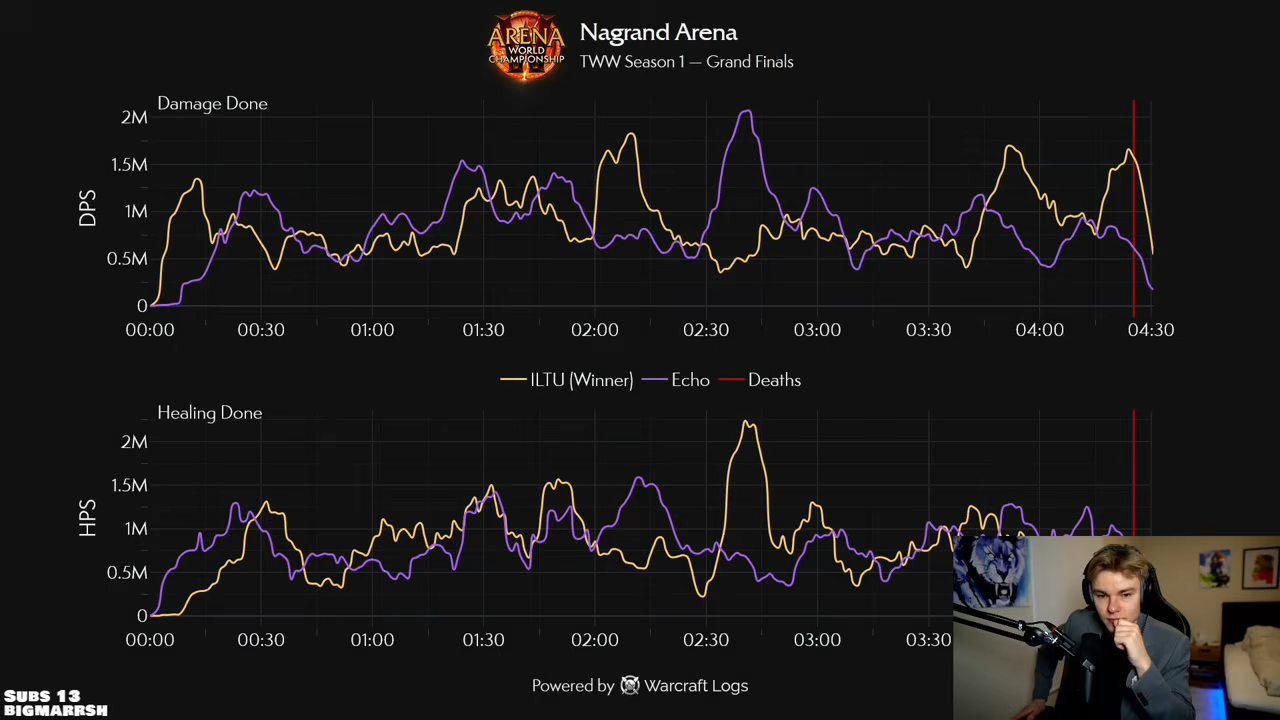 ARENA
WORLD
CHAMPIONSHIP
Nagrand Arena
TWW Season 1 — Grand Finals
Damage Done
2M
1.5M
1M
0.5M
0
DPS
00:00 00:30 01:00 01:30 02:00 02:30 03:00 03:30 04:00 04:30
ILTU (Winner) Echo Deaths
Healing Done
2M
1.5M
1M
0.5M
0
HPS
00:00 00:30 01:00 01:30 02:00 02:30 03:00 03:30
Powered by Warcraft Logs
SUBS 13
BIGMARRSH